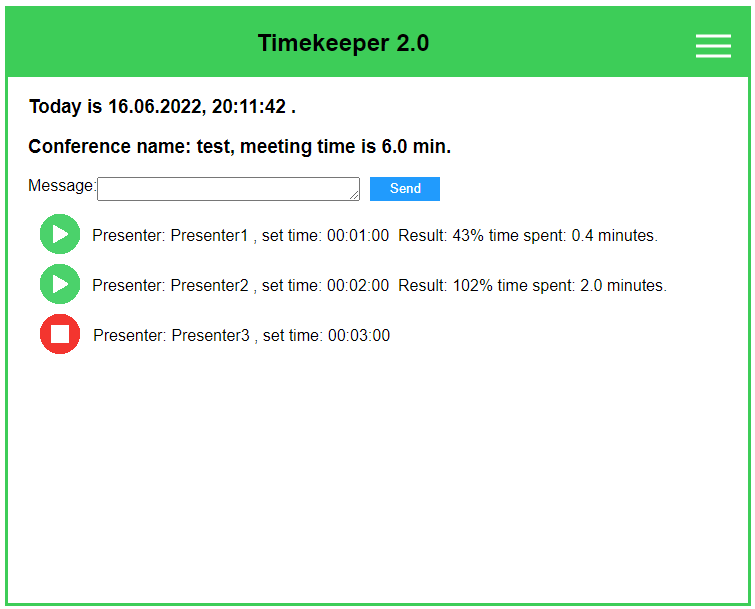 Timekeeper 2.0
Today is 16.06.2022, 20:11:42 .
Conference name: test, meeting time is 6.0 min.
Message: Send
Presenter: Presenter1 , set time: 00:01:00 Result: 43% time spent: 0.4 minutes.
Presenter: Presenter2 , set time: 00:02:00 Result: 102% time spent: 2.0 minutes.
Presenter: Presenter3 , set time: 00:03:00